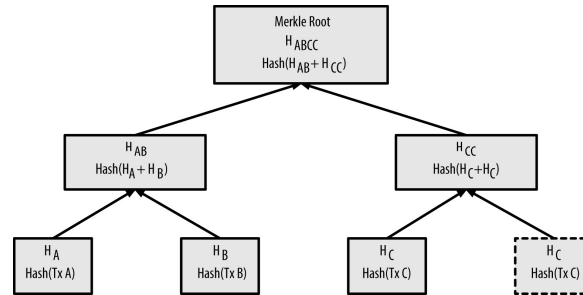 Merkle Root
H ABCC
Hash(H AB + H CC)
H AB
Hash(H A + H B)
H CC
Hash(H C+H C)
H A
Hash(Tx A)
H B
Hash(Tx B)
H C
Hash(Tx C)
H C
Hash(Tx C)